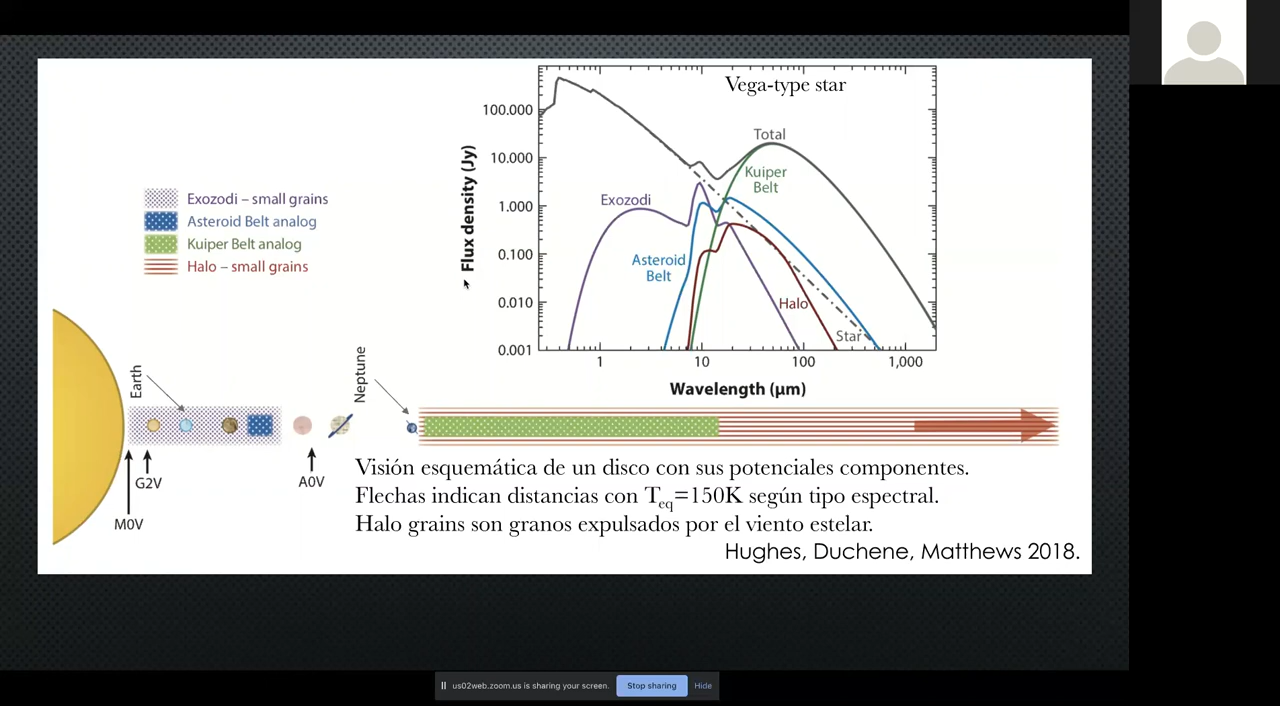 Vega-type star
100.000
10.000
1.000
0.100
0.010
0.001
Flux density (Jy)
Total
Kuiper
Belt
Exozodi
Asteroid
Belt
Halo
Star
1
10
100
1,000
Wavelength (μm)
Exozodi – small grains
Asteroid Belt analog
Kuiper Belt analog
Halo – small grains
Earth
Neptune
G2V
M0V
A0V
Visión esquemática de un disco con sus potenciales componentes.
Flechas indican distancias con Teq=150K según tipo espectral.
Halo grains son granos expulsados por el viento estelar.
Hughes, Duchene, Matthews 2018.
us02web.zoom.us is sharing your screen.
Stop sharing
Hide